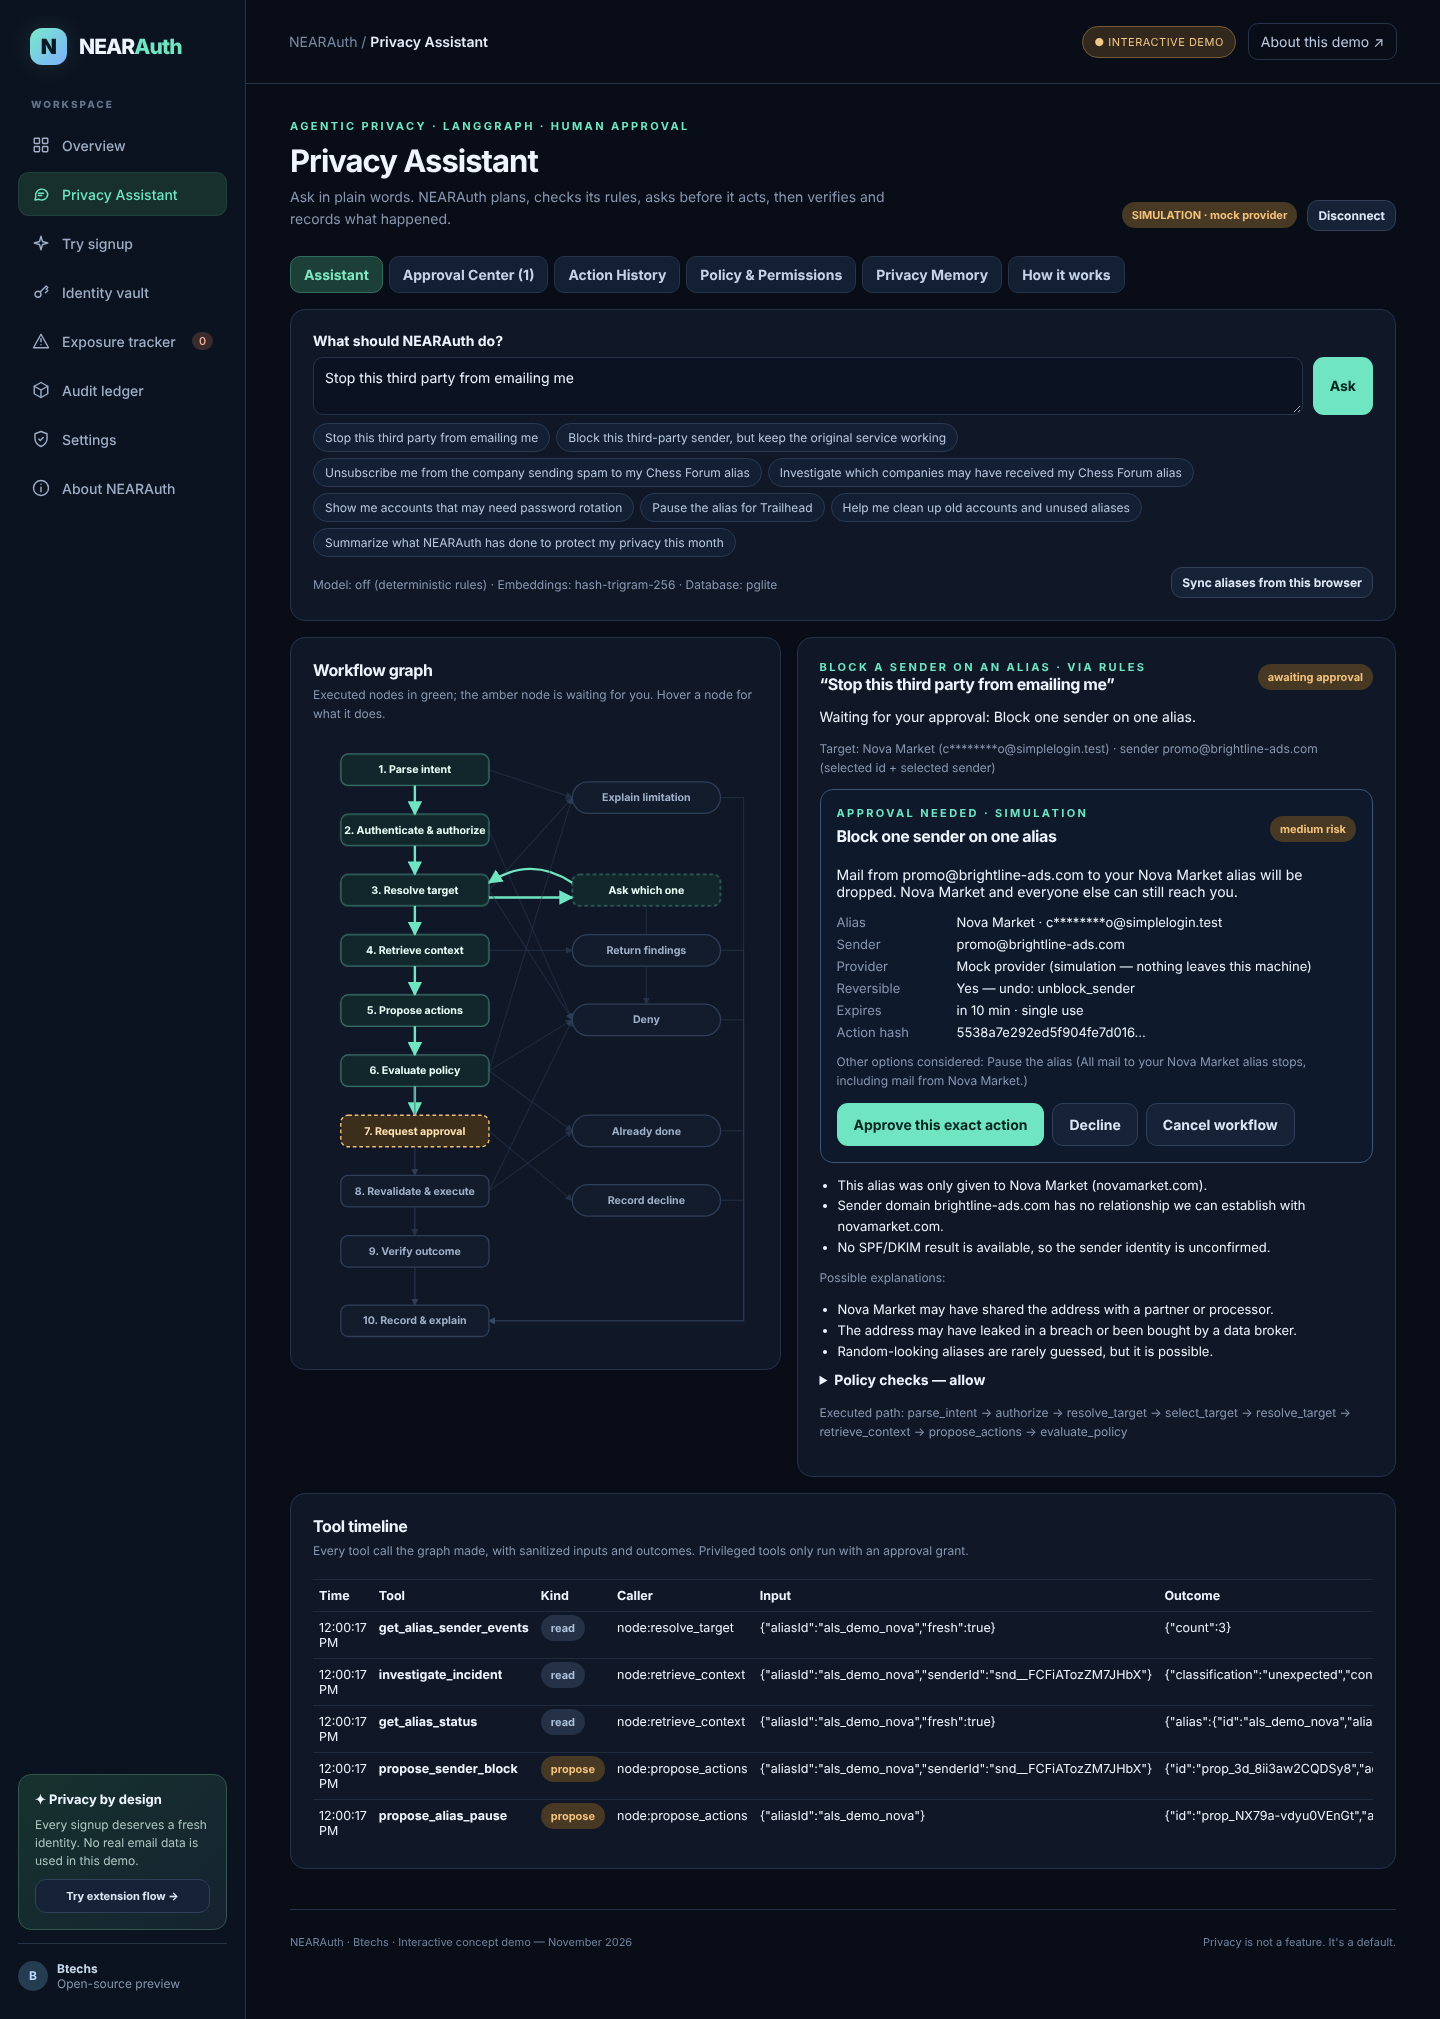 N NEARAuth
WORKSPACE
Overview
Privacy Assistant
Try signup
Identity vault
Exposure tracker 0
Audit ledger
Settings
About NEARAuth
✦ Privacy by design
Every signup deserves a fresh
identity. No real email data is
used in this demo.
Try extension flow →
B
Btechs
Open-source preview
NEARAuth / Privacy Assistant
● INTERACTIVE DEMO
About this demo ↗
AGENTIC PRIVACY · LANGGRAPH · HUMAN APPROVAL
Privacy Assistant
Ask in plain words. NEARAuth plans, checks its rules, asks before it acts, then verifies and
records what happened.
SIMULATION · mock provider
Disconnect
Assistant
Approval Center (1)
Action History
Policy & Permissions
Privacy Memory
How it works
What should NEARAuth do?
Stop this third party from emailing me
Ask
Stop this third party from emailing me
Block this third-party sender, but keep the original service working
Unsubscribe me from the company sending spam to my Chess Forum alias
Investigate which companies may have received my Chess Forum alias
Show me accounts that may need password rotation
Pause the alias for Trailhead
Help me clean up old accounts and unused aliases
Summarize what NEARAuth has done to protect my privacy this month
Model: off (deterministic rules) · Embeddings: hash-trigram-256 · Database: pglite
Sync aliases from this browser
Workflow graph
Executed nodes in green; the amber node is waiting for you. Hover a node for
what it does.
1. Parse intent
2. Authenticate & authorize
3. Resolve target
4. Retrieve context
5. Propose actions
6. Evaluate policy
7. Request approval
8. Revalidate & execute
9. Verify outcome
10. Record & explain
Explain limitation
Ask which one
Return findings
Deny
Already done
Record decline
BLOCK A SENDER ON AN ALIAS · VIA RULES
“Stop this third party from emailing me”
awaiting approval
Waiting for your approval: Block one sender on one alias.
Target: Nova Market (c********o@simplelogin.test) · sender promo@brightline-ads.com
(selected id + selected sender)
APPROVAL NEEDED · SIMULATION
Block one sender on one alias
medium risk
Mail from promo@brightline-ads.com to your Nova Market alias will be
dropped. Nova Market and everyone else can still reach you.
Alias Nova Market · c********o@simplelogin.test
Sender promo@brightline-ads.com
Provider Mock provider (simulation — nothing leaves this machine)
Reversible Yes — undo: unblock_sender
Expires in 10 min · single use
Action hash 5538a7e292ed5f904fe7d016…
Other options considered: Pause the alias (All mail to your Nova Market alias stops,
including mail from Nova Market.)
Approve this exact action
Decline
Cancel workflow
• This alias was only given to Nova Market (novamarket.com).
• Sender domain brightline-ads.com has no relationship we can establish with
novamarket.com.
• No SPF/DKIM result is available, so the sender identity is unconfirmed.
Possible explanations:
• Nova Market may have shared the address with a partner or processor.
• The address may have leaked in a breach or been bought by a data broker.
• Random-looking aliases are rarely guessed, but it is possible.
▶ Policy checks — allow
Executed path: parse_intent → authorize → resolve_target → select_target → resolve_target →
retrieve_context → propose_actions → evaluate_policy
Tool timeline
Every tool call the graph made, with sanitized inputs and outcomes. Privileged tools only run with an approval grant.
Time Tool Kind Caller Input Outcome
12:00:17 PM get_alias_sender_events read node:resolve_target {"aliasId":"als_demo_nova","fresh":true} {"count":3}
12:00:17 PM investigate_incident read node:retrieve_context {"aliasId":"als_demo_nova","senderId":"snd__FCFiATozZM7JHbX"} {"classification":"unexpected","con
12:00:17 PM get_alias_status read node:retrieve_context {"aliasId":"als_demo_nova","fresh":true} {"alias":{"id":"als_demo_nova","alia
12:00:17 PM propose_sender_block propose node:propose_actions {"aliasId":"als_demo_nova","senderId":"snd__FCFiATozZM7JHbX"} {"id":"prop_3d_8ii3aw2CQDSy8","ac
12:00:17 PM propose_alias_pause propose node:propose_actions {"aliasId":"als_demo_nova"} {"id":"prop_NX79a-vdyu0VEnGt","a
NEARAuth · Btechs · Interactive concept demo — November 2026
Privacy is not a feature. It's a default.